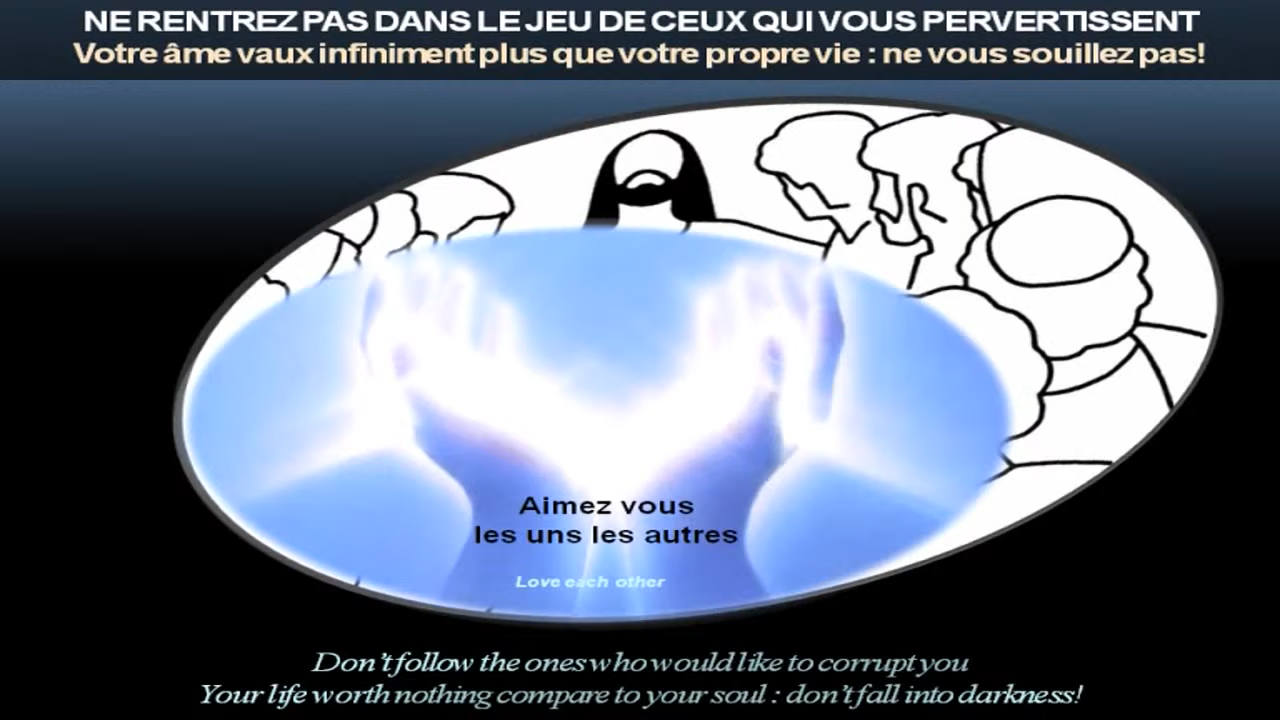 NE RENTREZ PAS DANS LE JEU DE CEUX QUI VOUS PERVERTISSENT
Votre âme vaux infiniment plus que votre propre vie : ne vous souillez pas!
Aimez vous
les uns les autres
Love each other
Don't follow the ones who would like to corrupt you
Your life worth nothing compare to your soul : don't fall into darkness!